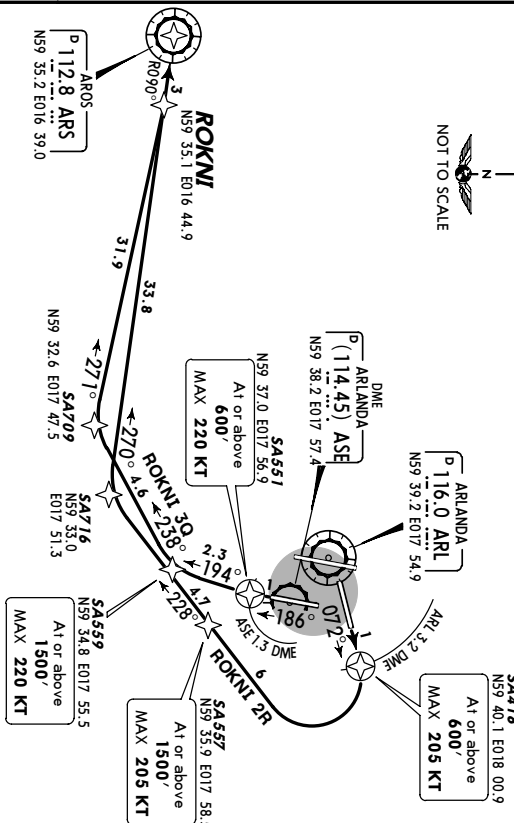 AROS
D 112.8 ARS
N59 35.2 E016 39.0
R090°
3
ROKNI
N59 35.1 E016 44.9
N
NOT TO SCALE
31.9
33.8
DME
ARLANDA
D (114.45) ASE
N59 38.2 E017 57.4
ARLANDA
D 116.0 ARL
N59 39.2 E017 54.9
SA551
N59 37.0 E017 56.9
At or above
600'
MAX 220 KT
SA709
N59 32.6 E017 47.5
271°
270°
SA716
N59 33.0
E017 51.3
4.6
ROKNI 3Q
238°
2.3
194°
1
186°
ASE 1.3 DME
072°
1
ARL 3.2 DME
SA418
N59 40.1 E018 00.9
At or above
600'
MAX 205 KT
4.7
228°
SA559
N59 34.8 E017 55.5
At or above
1500'
MAX 220 KT
6
ROKNI 2R
SA557
N59 35.9 E017 58.
At or above
1500'
MAX 205 KT